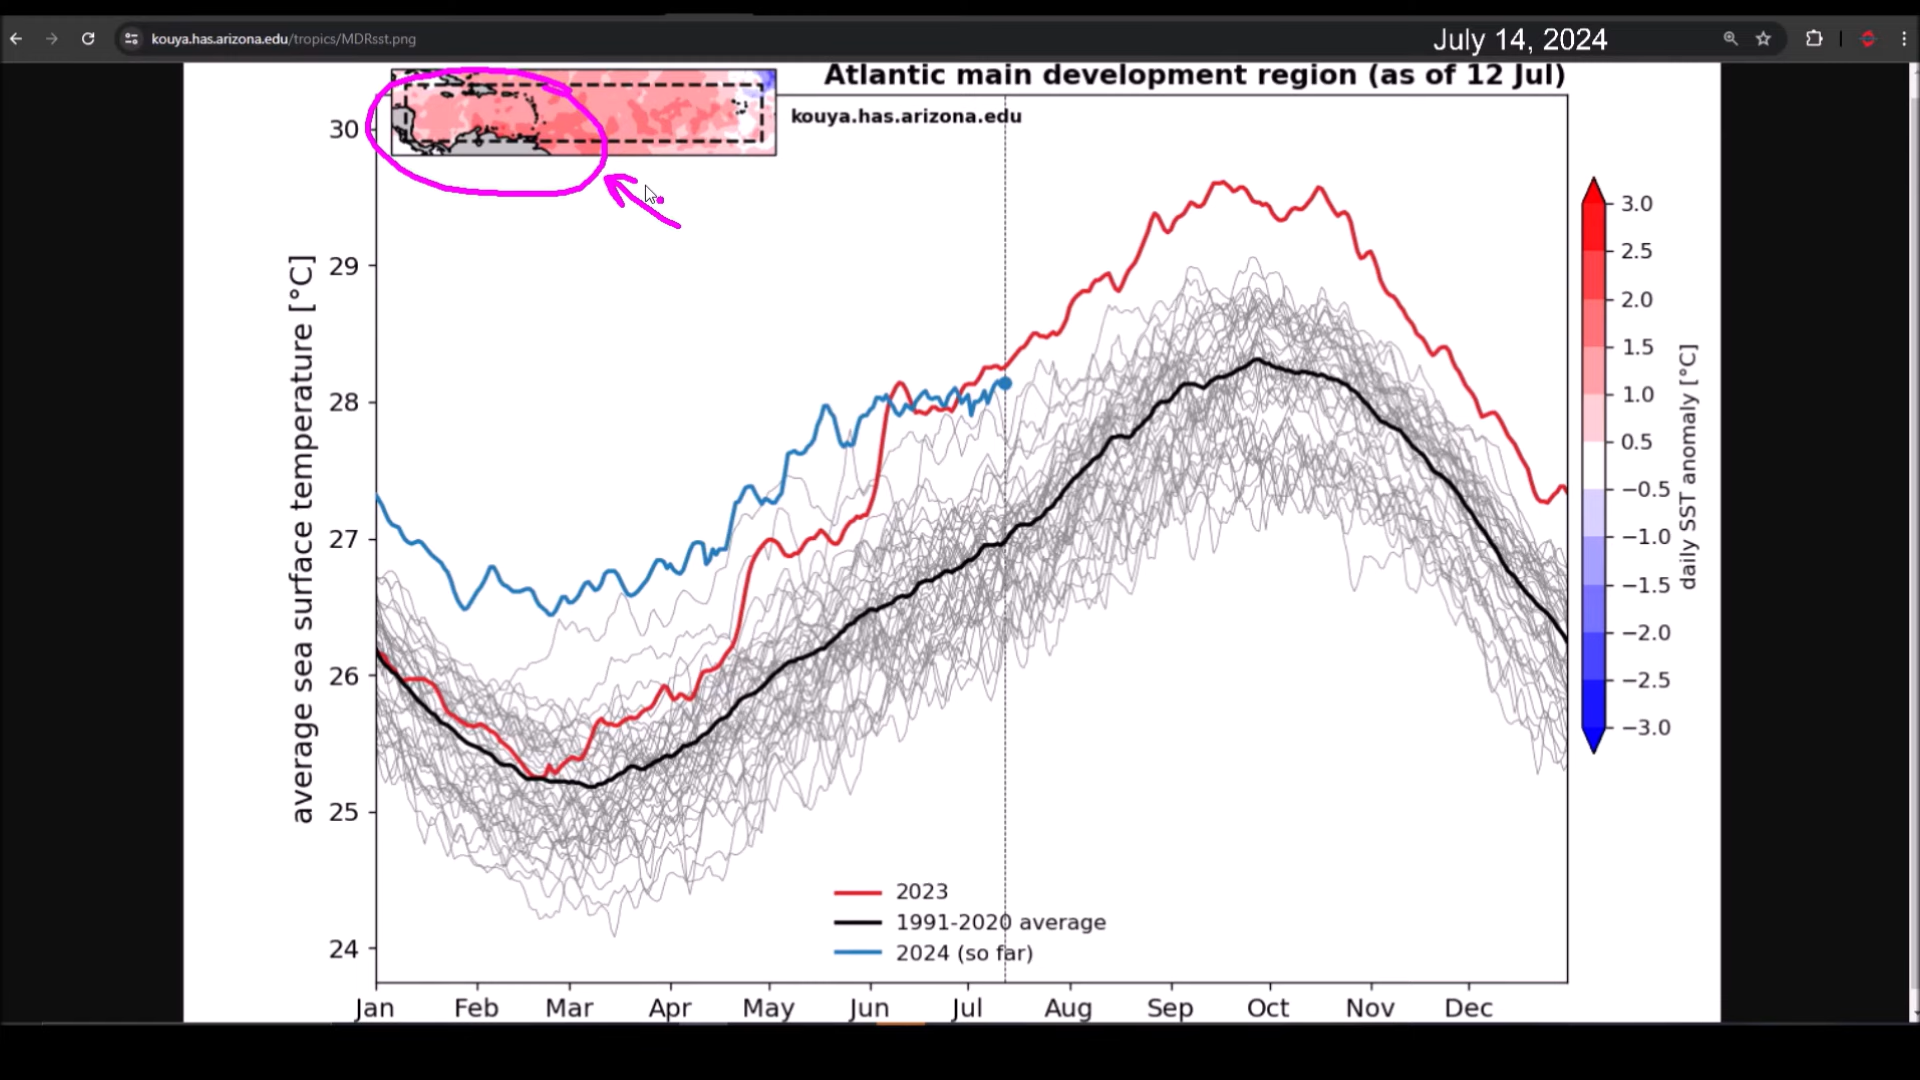 kouya.has.arizona.edu/tropics/MDRsst.png
July 14, 2024
Atlantic main development region (as of 12 Jul)
kouya.has.arizona.edu
average sea surface temperature [°C]
30
29
28
27
26
25
24
Jan Feb Mar Apr May Jun Jul Aug Sep Oct Nov Dec
2023
1991-2020 average
2024 (so far)
3.0
2.5
2.0
1.5
1.0
0.5
−0.5
−1.0
−1.5
−2.0
−2.5
−3.0
daily SST anomaly [°C]